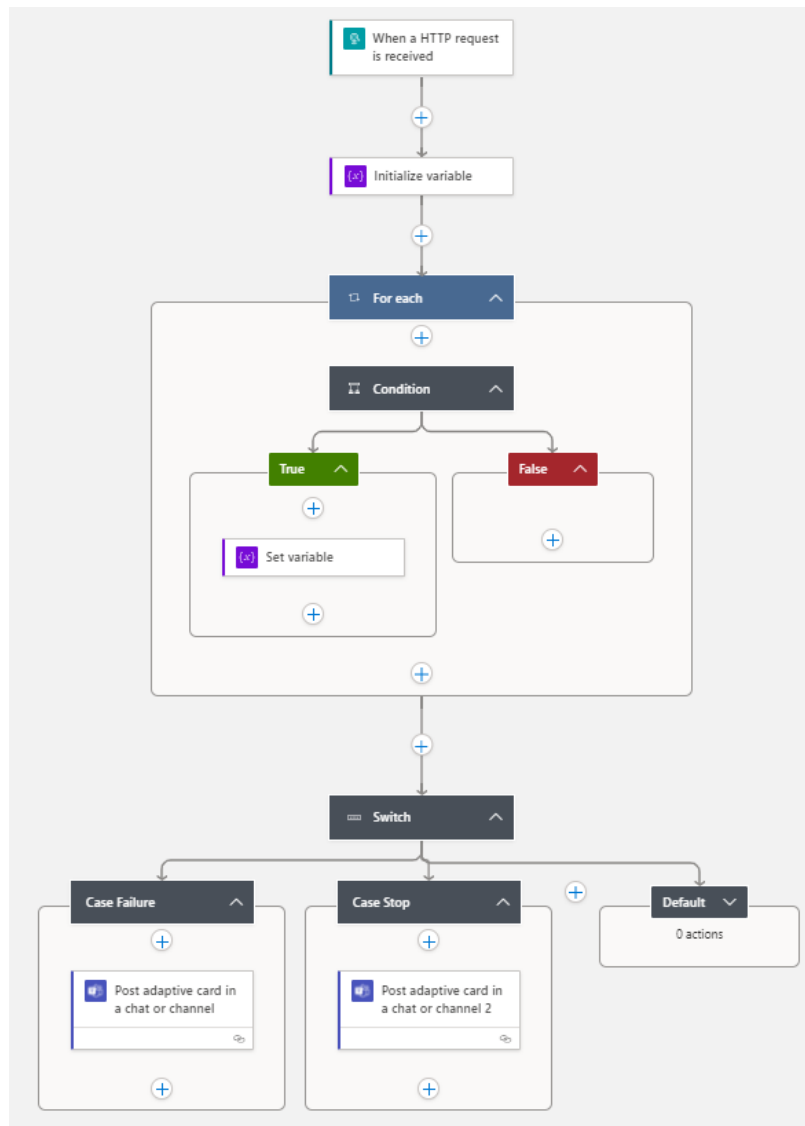 When a HTTP request
is received
{x} Initialize variable
For each
Condition
True
False
{x} Set variable
Switch
Case Failure
Case Stop
Default
0 actions
Post adaptive card in
a chat or channel
Post adaptive card in
a chat or channel 2